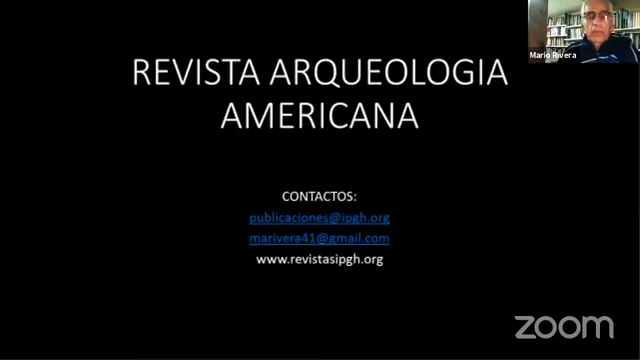 Mario Rivera
REVISTA ARQUEOLOGIA
AMERICANA
CONTACTOS:
publicaciones@ipgh.org
marivera41@gmail.com
www.revistasipgh.org
zoom